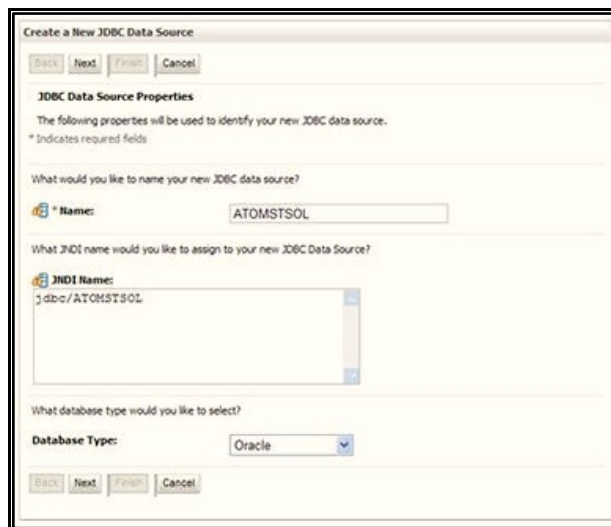 Create a New JDBC Data Source
Back Next Finish Cancel
JDBC Data Source Properties
The following properties will be used to identify your new JDBC data source.
* Indicates required fields
What would you like to name your new JDBC data source?
* Name: ATOMSTSOL
What JNDI name would you like to assign to your new JDBC Data Source?
JNDI Name:
jdbc/ATOMSTSOL
What database type would you like to select?
Database Type: Oracle
Back Next Finish Cancel